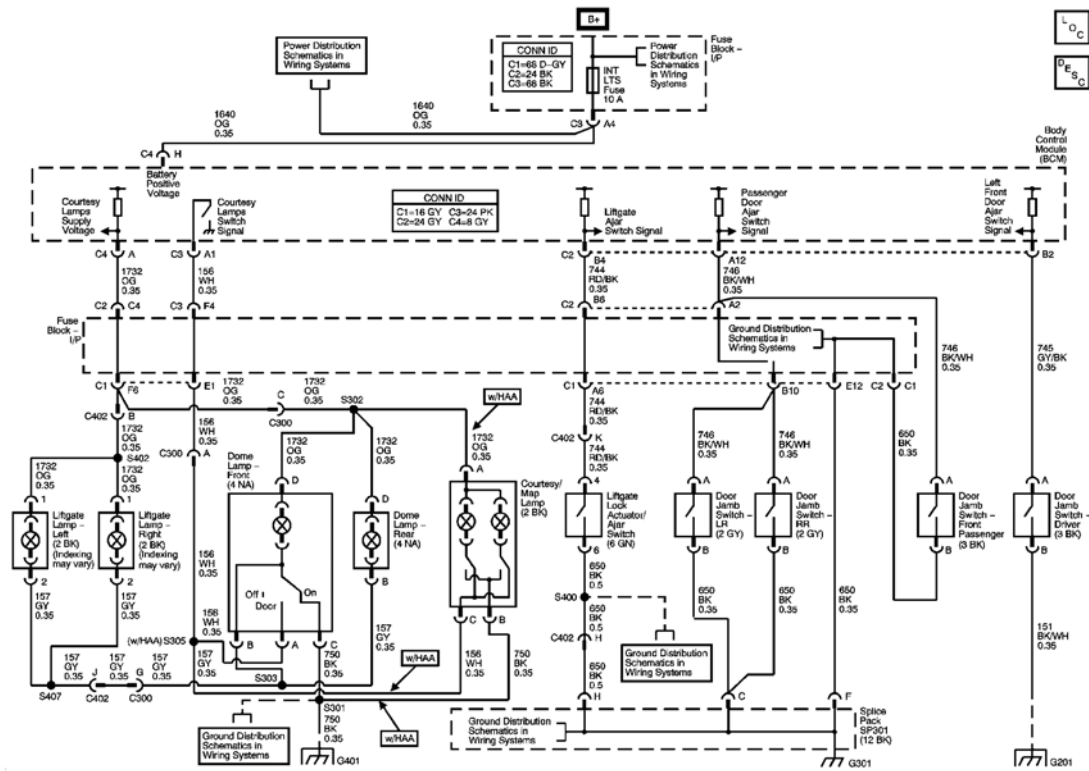 B+
L O C
D E S C
Power Distribution
Schematics in
Wiring Systems
CONN ID
C1=68 D-GY
C2=24 BK
C3=68 BK
INT
LTS
Fuse
10 A
Power
Distribution
Schematics
in Wiring
Systems
Fuse
Block –
I/P
1640
OG
0.35
1640
OG
0.35
C3 A4
C4 H
Body
Control
Module
(BCM)
Battery
Positive
Voltage
Courtesy
Lamps
Supply
Voltage
Courtesy
Lamps
Switch
Signal
CONN ID
C1=16 GY C3=24 PK
C2=24 GY C4=8 GY
Liftgate
Ajar
Switch Signal
Passenger
Door
Ajar
Switch
Signal
Left
Front
Door
Ajar
Switch
Signal
C4 A
C3 A1
C2 B4
A12
B2
1732
OG
0.35
156
WH
0.35
744
RD/BK
0.35
746
BK/WH
0.35
C2 C4
C3 F4
C2 B6
A2
Fuse
Block –
I/P
Ground Distribution
Schematics in
Wiring Systems
746
BK/WH
0.35
745
GY/BK
0.35
C1 F6
E1
C1 A6
B10
E12
C2 C1
1732
OG
0.35
C
C300
1732
OG
0.35
S302
w/HAA
C402 B
1732
OG
0.35
156
WH
0.35
C300 A
S402
1732
OG
0.35
1732
OG
0.35
1732
OG
0.35
1732
OG
0.35
1732
OG
0.35
744
RD/BK
0.35
C402 K
744
RD/BK
0.35
746
BK/WH
0.35
746
BK/WH
0.35
650
BK
0.35
Dome
Lamp –
Front
(4 NA)
D
D
A
Courtesy/
Map
Lamp
(2 BK)
1
1
4
A
A
A
A
Liftgate
Lamp –
Left
(2 BK)
(Indexing
may vary)
Liftgate
Lamp –
Right
(2 BK)
(Indexing
may vary)
Dome
Lamp –
Rear
(4 NA)
Liftgate
Lock
Actuator/
Ajar
Switch
(6 GN)
Door
Jamb
Switch –
LR
(2 GY)
Door
Jamb
Switch –
RR
(2 GY)
Door
Jamb
Switch –
Front
Passenger
(3 BK)
Door
Jamb
Switch –
Driver
(3 BK)
2
2
B
6
B
B
B
B
156
WH
0.35
Off
Door
On
157
GY
0.35
157
GY
0.35
156
WH
0.35
157
GY
0.35
650
BK
0.5
650
BK
0.35
650
BK
0.35
650
BK
0.35
S400
C B
(w/HAA) S305
B A C
650
BK
0.5
C402 H
650
BK
0.5
Ground Distribution
Schematics in
Wiring Systems
151
BK/WH
0.35
157
GY
0.35
J
C402
157
GY
0.35
G
C300
157
GY
0.35
157
GY
0.35
S407
S303
750
BK
0.35
w/HAA
156
WH
0.35
750
BK
0.35
S301
w/HAA
750
BK
0.35
Ground Distribution
Schematics in
Wiring Systems
G401
H
C
F
Ground Distribution
Schematics in
Wiring Systems
Splice
Pack
SP301
(12 BK)
G301
G201